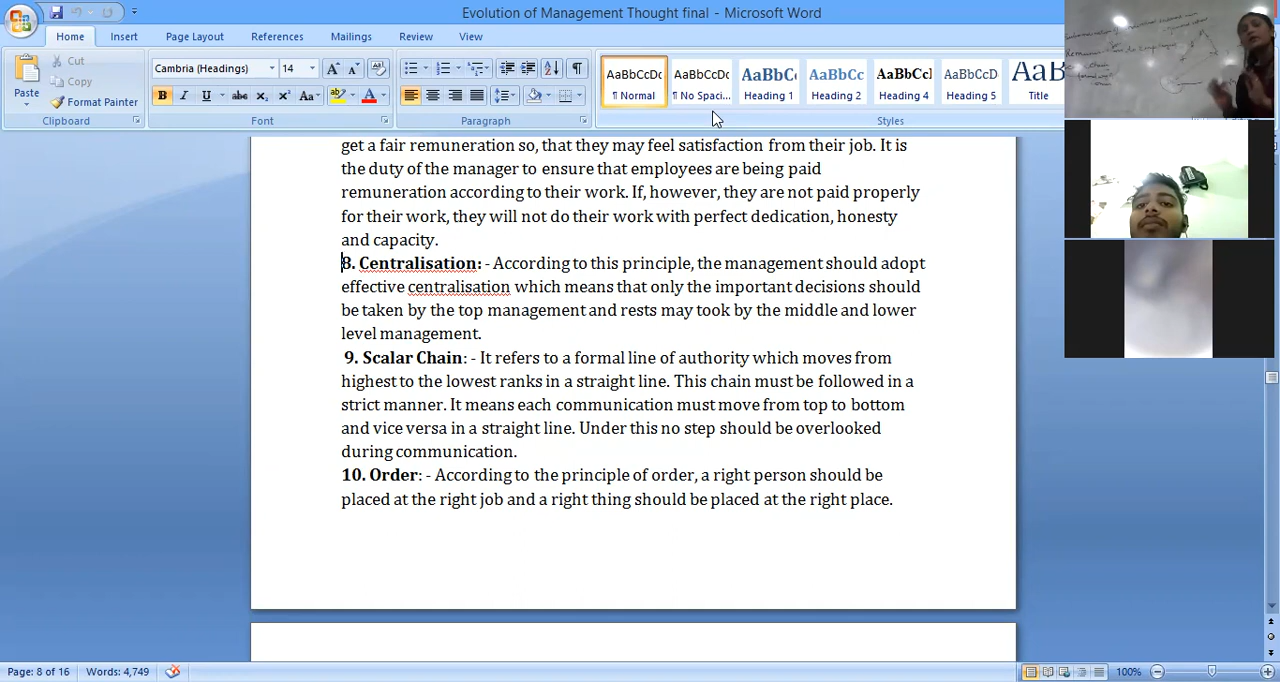 Evolution of Management Thought final - Microsoft Word
Home Insert Page Layout References Mailings Review View
Paste
Cut
Copy
Format Painter
Clipboard
Cambria (Headings) 14
B I U abc X₂ X² Aa
Font
Paragraph
AaBbCcDc AaBbCcDc AaBbC AaBbCc AaBbCcI AaBbCcD AaB
¶ Normal ¶ No Spaci... Heading 1 Heading 2 Heading 4 Heading 5 Title
Styles
get a fair remuneration so, that they may feel satisfaction from their job. It is
the duty of the manager to ensure that employees are being paid
remuneration according to their work. If, however, they are not paid properly
for their work, they will not do their work with perfect dedication, honesty
and capacity.
8. Centralisation: - According to this principle, the management should adopt
effective centralisation which means that only the important decisions should
be taken by the top management and rests may took by the middle and lower
level management.
9. Scalar Chain: - It refers to a formal line of authority which moves from
highest to the lowest ranks in a straight line. This chain must be followed in a
strict manner. It means each communication must move from top to bottom
and vice versa in a straight line. Under this no step should be overlooked
during communication.
10. Order: - According to the principle of order, a right person should be
placed at the right job and a right thing should be placed at the right place.
Page: 8 of 16 Words: 4,749 100%